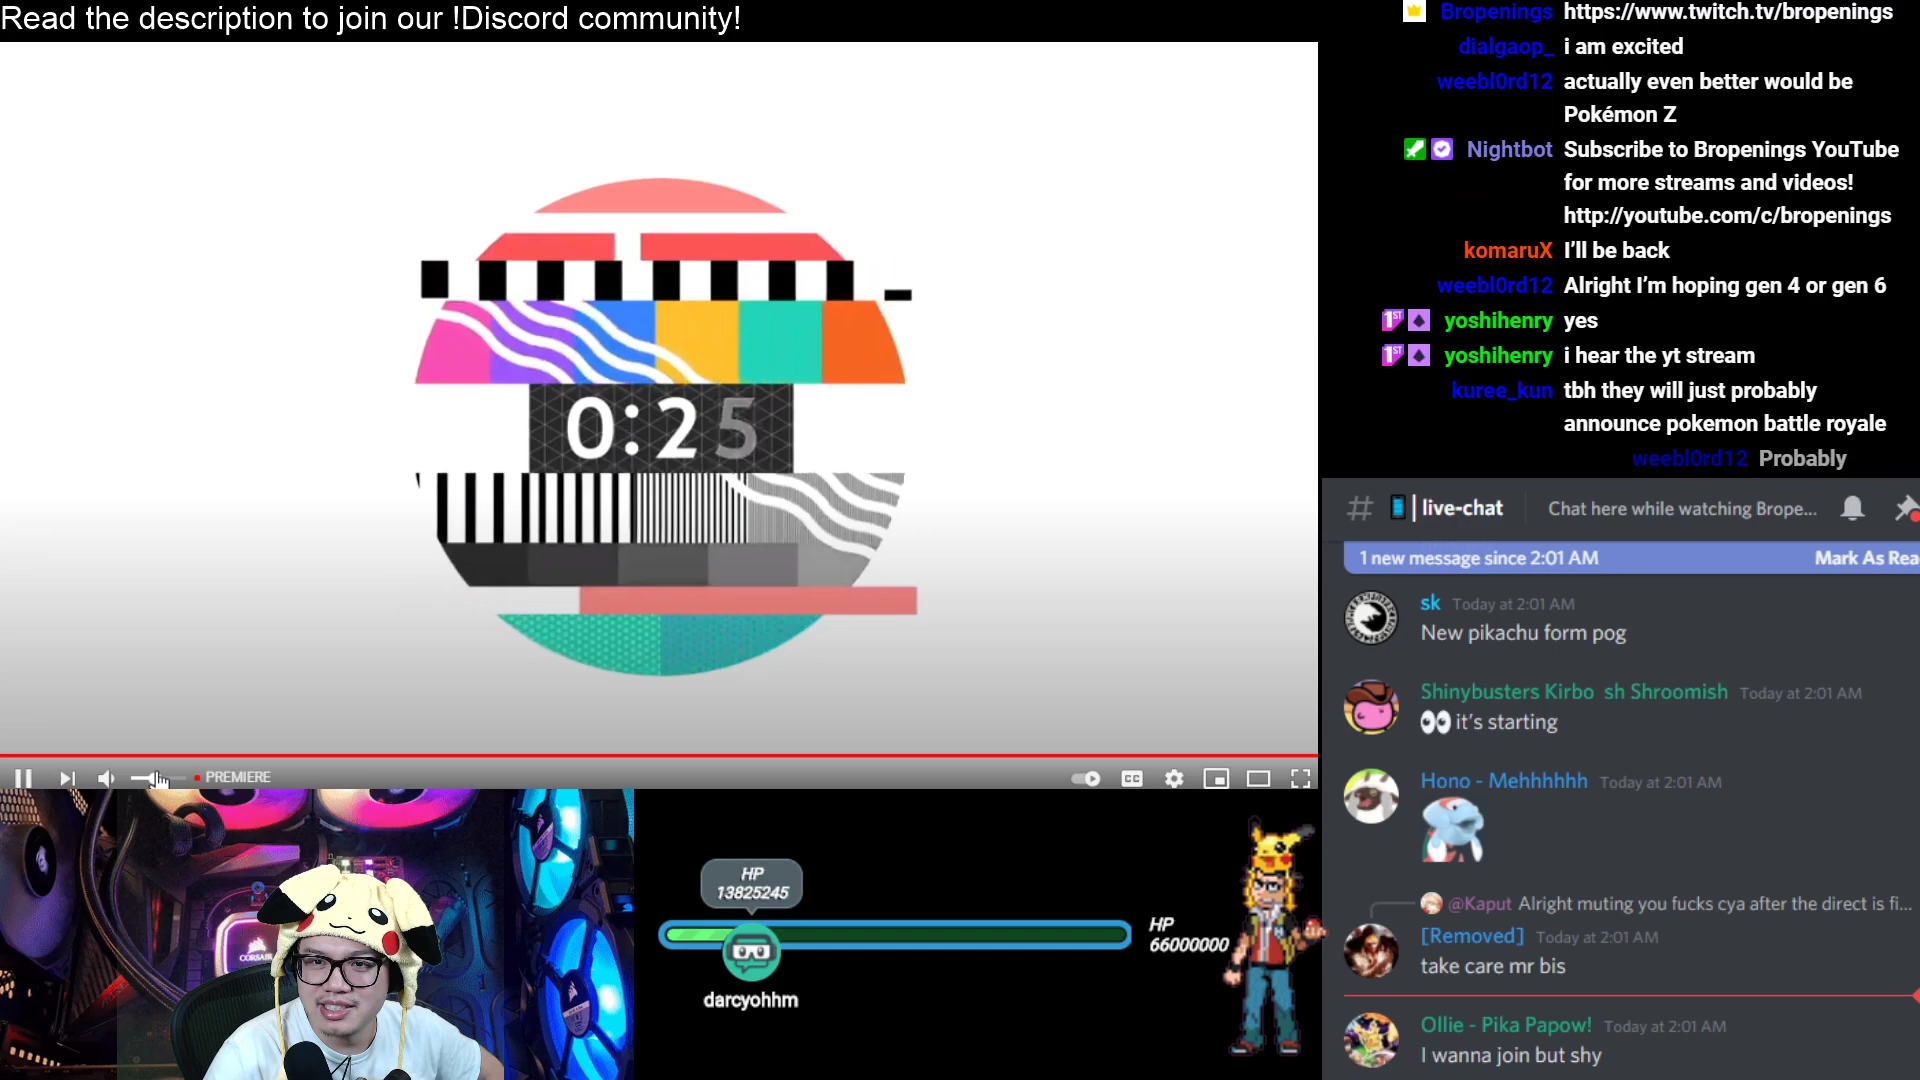 Read the description to join our !Discord community!
Bropenings https://www.twitch.tv/bropenings
dialgaop_ i am excited
weebl0rd12 actually even better would be
Pokémon Z
Nightbot Subscribe to Bropenings YouTube
for more streams and videos!
http://youtube.com/c/bropenings
komaruX I'll be back
weebl0rd12 Alright I'm hoping gen 4 or gen 6
1ST yoshihenry yes
1ST yoshihenry i hear the yt stream
kuree_kun tbh they will just probably
announce pokemon battle royale
weebl0rd12 Probably
0:25
PREMIERE
CC
# | live-chat Chat here while watching Brope...
1 new message since 2:01 AM Mark As Rea
sk Today at 2:01 AM
New pikachu form pog
Shinybusters Kirbo sh Shroomish Today at 2:01 AM
👀 it's starting
Hono - Mehhhhhh Today at 2:01 AM
@Kaput Alright muting you fucks cya after the direct is fi...
[Removed] Today at 2:01 AM
take care mr bis
Ollie - Pika Papow! Today at 2:01 AM
I wanna join but shy
HP
13825245
HP
66000000
darcyohhm
CORSAIR